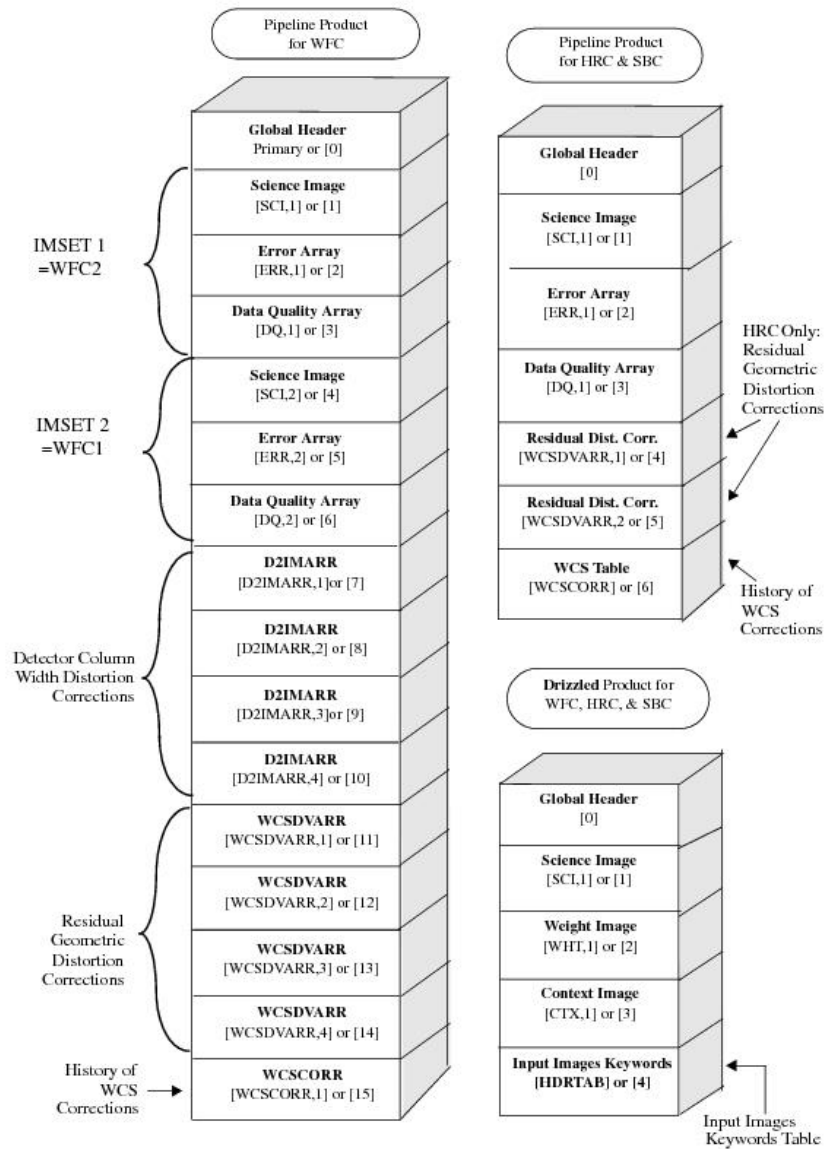 Pipeline Product
for WFC
Global Header
Primary or [0]
Science Image
[SCI,1] or [1]
Error Array
[ERR,1] or [2]
Data Quality Array
[DQ,1] or [3]
Science Image
[SCI,2] or [4]
Error Array
[ERR,2] or [5]
Data Quality Array
[DQ,2] or [6]
D2IMARR
[D2IMARR,1]or [7]
D2IMARR
[D2IMARR,2] or [8]
D2IMARR
[D2IMARR,3]or [9]
D2IMARR
[D2IMARR,4] or [10]
WCSDVARR
[WCSDVARR,1] or [11]
WCSDVARR
[WCSDVARR,2] or [12]
WCSDVARR
[WCSDVARR,3] or [13]
WCSDVARR
[WCSDVARR,4] or [14]
WCSCORR
[WCSCORR,1] or [15]
IMSET 1
=WFC2
IMSET 2
=WFC1
Detector Column
Width Distortion
Corrections
Residual
Geometric
Distortion
Corrections
History of
WCS
Corrections
Pipeline Product
for HRC & SBC
Global Header
[0]
Science Image
[SCI,1] or [1]
Error Array
[ERR,1] or [2]
Data Quality Array
[DQ,1] or [3]
Residual Dist. Corr.
[WCSDVARR,1] or [4]
Residual Dist. Corr.
[WCSDVARR,2 or [5]
WCS Table
[WCSCORR] or [6]
HRC Only:
Residual
Geometric
Distortion
Corrections
History of
WCS
Corrections
Drizzled Product for
WFC, HRC, & SBC
Global Header
[0]
Science Image
[SCI,1] or [1]
Weight Image
[WHT,1] or [2]
Context Image
[CTX,1] or [3]
Input Images Keywords
[HDRTAB] or [4]
Input Images
Keywords Table